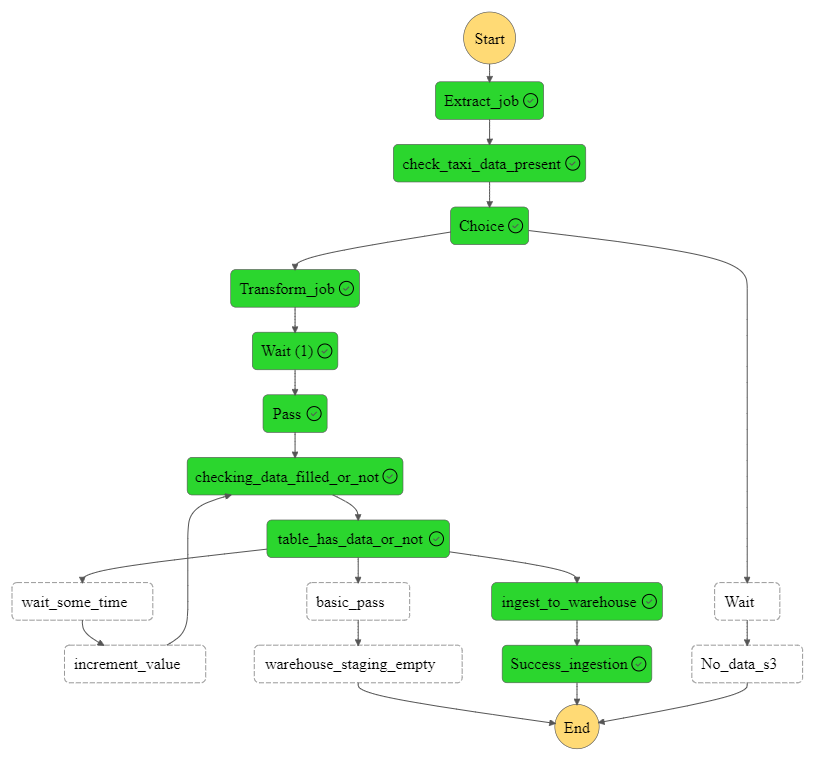 Start
Extract_job
check_taxi_data_present
Choice
Transform_job
Wait (1)
Pass
checking_data_filled_or_not
table_has_data_or_not
wait_some_time
basic_pass
ingest_to_warehouse
Wait
increment_value
warehouse_staging_empty
Success_ingestion
No_data_s3
End